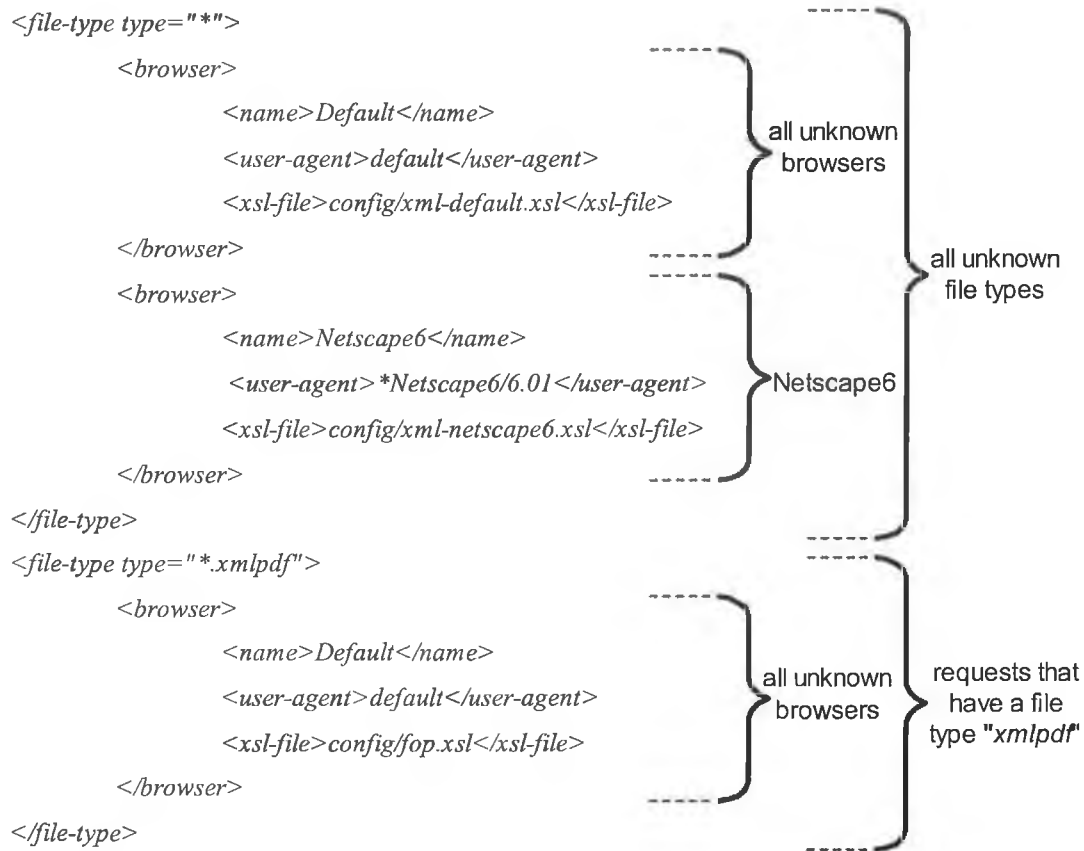 <file-type type="*">
<browser>
<name>Default</name>
<user-agent>default</user-agent>
<xsl-file>config/xml-default.xsl</xsl-file>
</browser>
<browser>
<name>Netscape6</name>
<user-agent>*Netscape6/6.01</user-agent>
<xsl-file>config/xml-netscape6.xsl</xsl-file>
</browser>
</file-type>
<file-type type="*.xmlpdf">
<browser>
<name>Default</name>
<user-agent>default</user-agent>
<xsl-file>config/fop.xsl</xsl-file>
</browser>
</file-type>
all unknown
browsers
Netscape6
all unknown
file types
all unknown
browsers
requests that
have a file
type "xmlpdf"